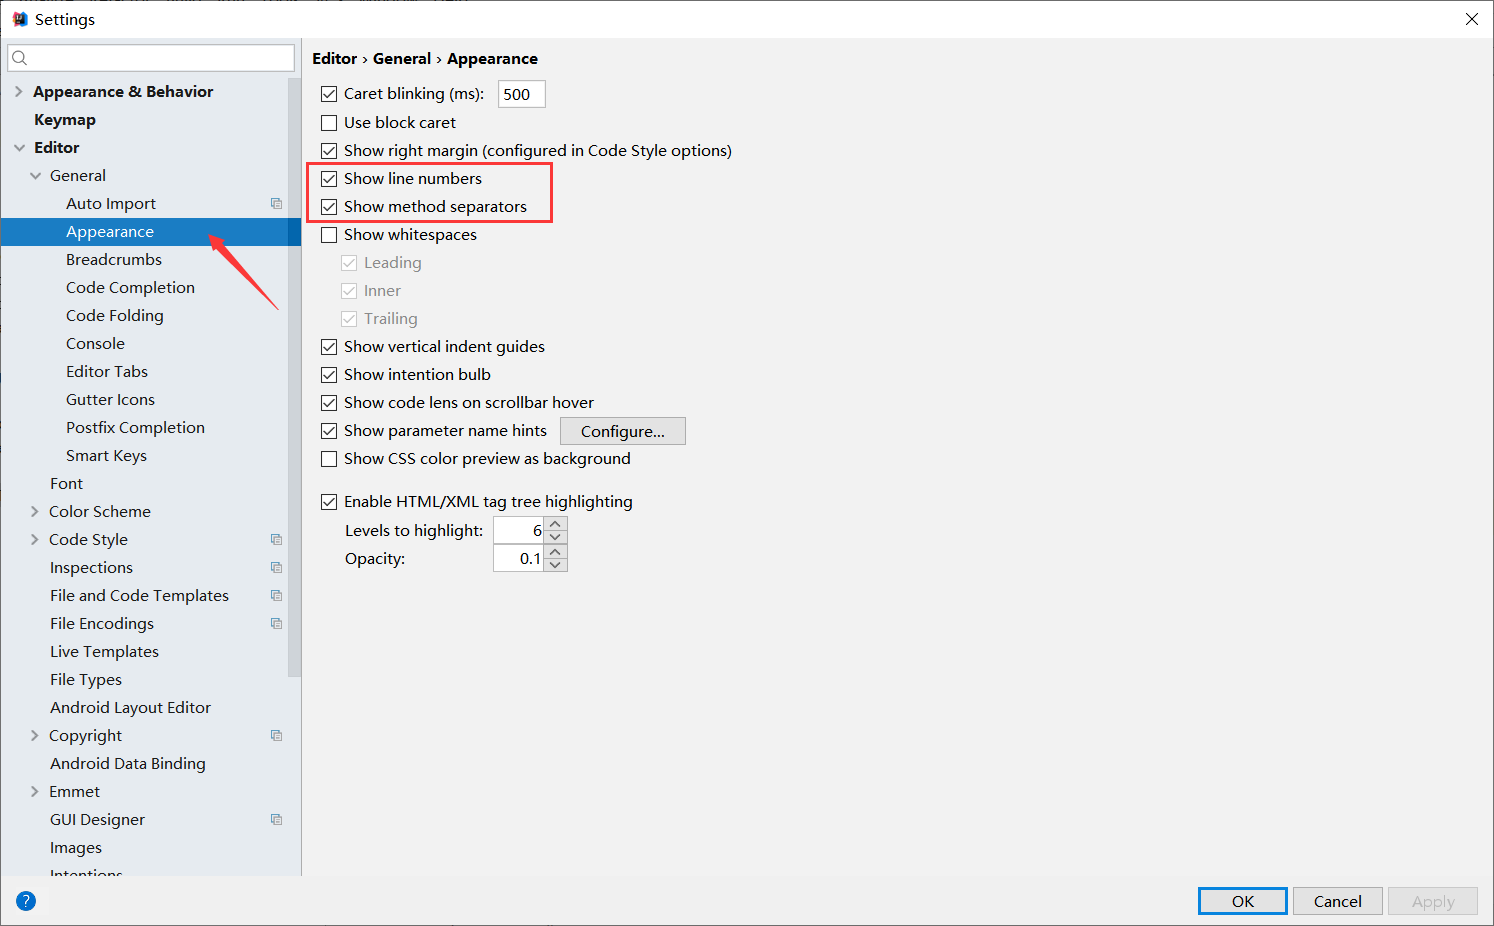 Settings
Appearance & Behavior
Keymap
Editor
General
Auto Import
Appearance
Breadcrumbs
Code Completion
Code Folding
Console
Editor Tabs
Gutter Icons
Postfix Completion
Smart Keys
Font
Color Scheme
Code Style
Inspections
File and Code Templates
File Encodings
Live Templates
File Types
Android Layout Editor
Copyright
Android Data Binding
Emmet
GUI Designer
Images
Intentions
Editor › General › Appearance
Caret blinking (ms): 500
Use block caret
Show right margin (configured in Code Style options)
Show line numbers
Show method separators
Show whitespaces
Leading
Inner
Trailing
Show vertical indent guides
Show intention bulb
Show code lens on scrollbar hover
Show parameter name hints Configure...
Show CSS color preview as background
Enable HTML/XML tag tree highlighting
Levels to highlight: 6
Opacity: 0.1
? OK Cancel Apply